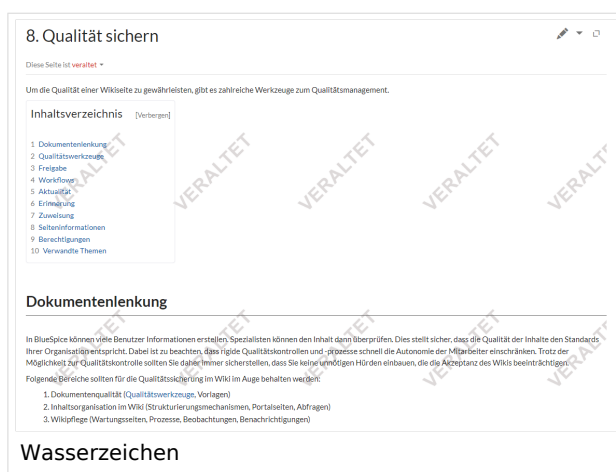 8. Qualität sichern
Diese Seite ist veraltet
Um die Qualität einer Wikiseite zu gewährleisten, gibt es zahlreiche Werkzeuge zum Qualitätsmanagement.
Inhaltsverzeichnis [Verbergen]
1 Dokumentenlenkung
2 Qualitätswerkzeuge
3 Freigabe
4 Workflows
5 Aktualität
6 Erinnerung
7 Zuweisung
8 Seiteninformationen
9 Berechtigungen
10 Verwandte Themen
VERALTET VERALTET VERALTET VERALTET VERALTET
Dokumentenlenkung
In BlueSpice können viele Benutzer Informationen erstellen. Spezialisten können den Inhalt dann überprüfen. Dies stellt sicher, dass die Qualität der Inhalte den Standards
Ihrer Organisation entspricht. Dabei ist zu beachten, dass rigide Qualitätskontrollen und -prozesse schnell die Autonomie der Mitarbeiter einschränken. Trotz der
Möglichkeit zur Qualitätskontrolle sollten Sie daher immer sicherstellen, dass Sie keine unnötigen Hürden einbauen, die die Akzeptanz des Wikis beeinträchtigen.
Folgende Bereiche sollten für die Qualitätssicherung im Wiki im Auge behalten werden:
1. Dokumentenqualität (Qualitätswerkzeuge, Vorlagen)
2. Inhaltsorganisation im Wiki (Strukturierungsmechanismen, Portalseiten, Abfragen)
3. Wikipflege (Wartungsseiten, Prozesse, Beobachtungen, Benachrichtigungen)
VERALTET VERALTET VERALTET VERALTET VERALTET
Wasserzeichen